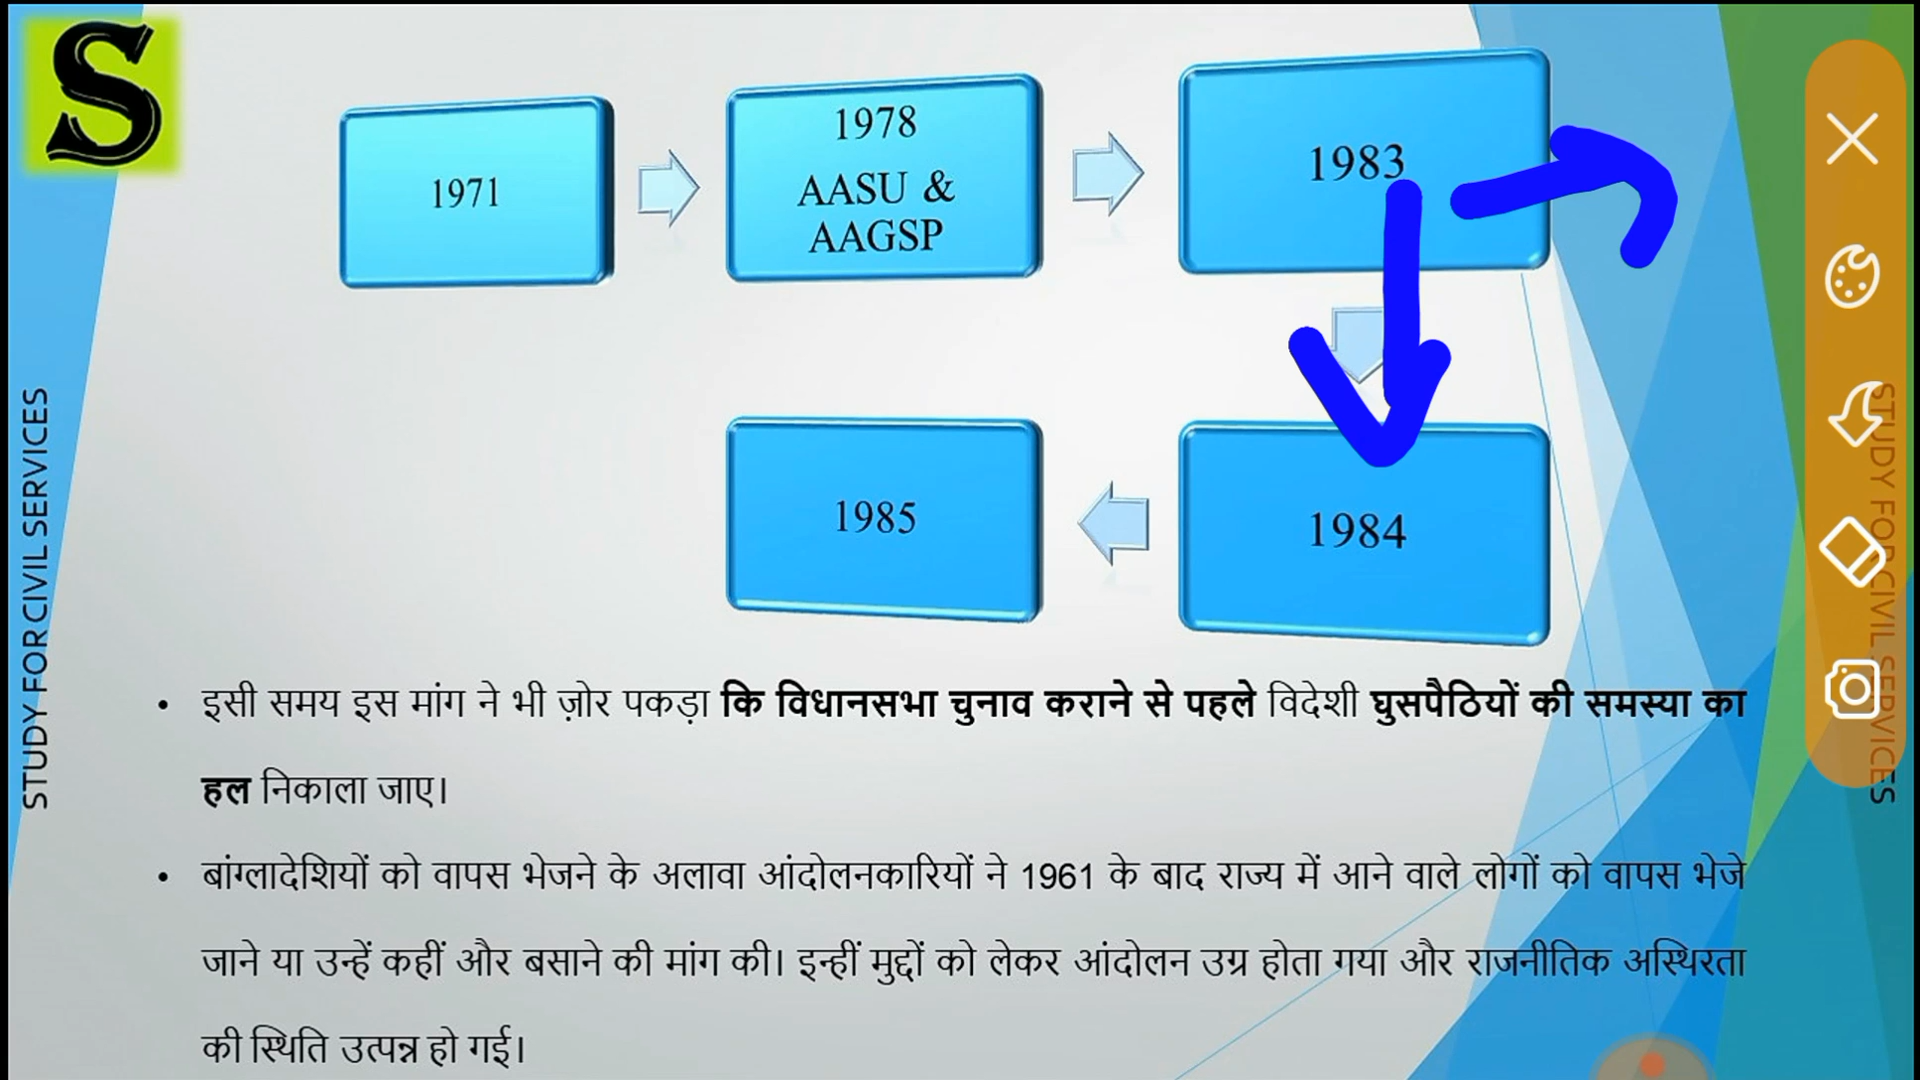 S
1971
1978
AASU &
AAGSP
1983
1985
1984
STUDY FOR CIVIL SERVICES
STUDY FOR CIVIL SERVICES
• इसी समय इस मांग ने भी ज़ोर पकड़ा कि विधानसभा चुनाव कराने से पहले विदेशी घुसपैठियों की समस्या का
हल निकाला जाए।
• बांग्लादेशियों को वापस भेजने के अलावा आंदोलनकारियों ने 1961 के बाद राज्य में आने वाले लोगों को वापस भेजे
जाने या उन्हें कहीं और बसाने की मांग की। इन्हीं मुद्दों को लेकर आंदोलन उग्र होता गया और राजनीतिक अस्थिरता
की स्थिति उत्पन्न हो गई।